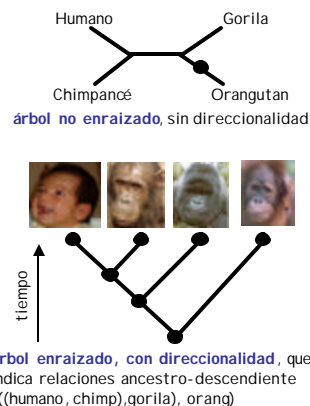 Humano Gorila
Chimpancé Orangutan
árbol no enraizado, sin direccionalidad
tiempo
rbol enraizado, con direccionalidad, que
ndica relaciones ancestro-descendiente
((humano, chimp),gorila), orang)